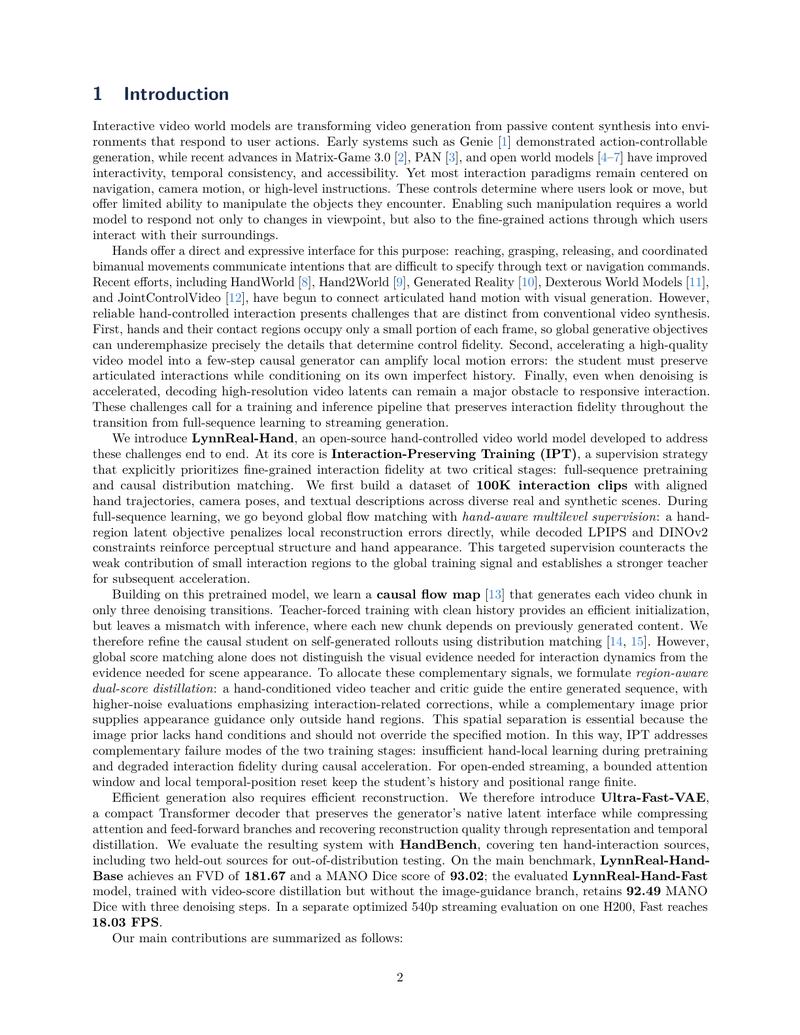 1 Introduction
Interactive video world models are transforming video generation from passive content synthesis into envi-
ronments that respond to user actions. Early systems such as Genie [1] demonstrated action-controllable
generation, while recent advances in Matrix-Game 3.0 [2], PAN [3], and open world models [4–7] have improved
interactivity, temporal consistency, and accessibility. Yet most interaction paradigms remain centered on
navigation, camera motion, or high-level instructions. These controls determine where users look or move, but
offer limited ability to manipulate the objects they encounter. Enabling such manipulation requires a world
model to respond not only to changes in viewpoint, but also to the fine-grained actions through which users
interact with their surroundings.
Hands offer a direct and expressive interface for this purpose: reaching, grasping, releasing, and coordinated
bimanual movements communicate intentions that are difficult to specify through text or navigation commands.
Recent efforts, including HandWorld [8], Hand2World [9], Generated Reality [10], Dexterous World Models [11],
and JointControlVideo [12], have begun to connect articulated hand motion with visual generation. However,
reliable hand-controlled interaction presents challenges that are distinct from conventional video synthesis.
First, hands and their contact regions occupy only a small portion of each frame, so global generative objectives
can underemphasize precisely the details that determine control fidelity. Second, accelerating a high-quality
video model into a few-step causal generator can amplify local motion errors: the student must preserve
articulated interactions while conditioning on its own imperfect history. Finally, even when denoising is
accelerated, decoding high-resolution video latents can remain a major obstacle to responsive interaction.
These challenges call for a training and inference pipeline that preserves interaction fidelity throughout the
transition from full-sequence learning to streaming generation.
We introduce LynnReal-Hand, an open-source hand-controlled video world model developed to address
these challenges end to end. At its core is Interaction-Preserving Training (IPT), a supervision strategy
that explicitly prioritizes fine-grained interaction fidelity at two critical stages: full-sequence pretraining
and causal distribution matching. We first build a dataset of 100K interaction clips with aligned
hand trajectories, camera poses, and textual descriptions across diverse real and synthetic scenes. During
full-sequence learning, we go beyond global flow matching with hand-aware multilevel supervision: a hand-
region latent objective penalizes local reconstruction errors directly, while decoded LPIPS and DINOv2
constraints reinforce perceptual structure and hand appearance. This targeted supervision counteracts the
weak contribution of small interaction regions to the global training signal and establishes a stronger teacher
for subsequent acceleration.
Building on this pretrained model, we learn a causal flow map [13] that generates each video chunk in
only three denoising transitions. Teacher-forced training with clean history provides an efficient initialization,
but leaves a mismatch with inference, where each new chunk depends on previously generated content. We
therefore refine the causal student on self-generated rollouts using distribution matching [14, 15]. However,
global score matching alone does not distinguish the visual evidence needed for interaction dynamics from the
evidence needed for scene appearance. To allocate these complementary signals, we formulate region-aware
dual-score distillation: a hand-conditioned video teacher and critic guide the entire generated sequence, with
higher-noise evaluations emphasizing interaction-related corrections, while a complementary image prior
supplies appearance guidance only outside hand regions. This spatial separation is essential because the
image prior lacks hand conditions and should not override the specified motion. In this way, IPT addresses
complementary failure modes of the two training stages: insufficient hand-local learning during pretraining
and degraded interaction fidelity during causal acceleration. For open-ended streaming, a bounded attention
window and local temporal-position reset keep the student's history and positional range finite.
Efficient generation also requires efficient reconstruction. We therefore introduce Ultra-Fast-VAE,
a compact Transformer decoder that preserves the generator's native latent interface while compressing
attention and feed-forward branches and recovering reconstruction quality through representation and temporal
distillation. We evaluate the resulting system with HandBench, covering ten hand-interaction sources,
including two held-out sources for out-of-distribution testing. On the main benchmark, LynnReal-Hand-
Base achieves an FVD of 181.67 and a MANO Dice score of 93.02; the evaluated LynnReal-Hand-Fast
model, trained with video-score distillation but without the image-guidance branch, retains 92.49 MANO
Dice with three denoising steps. In a separate optimized 540p streaming evaluation on one H200, Fast reaches
18.03 FPS.
Our main contributions are summarized as follows:
2